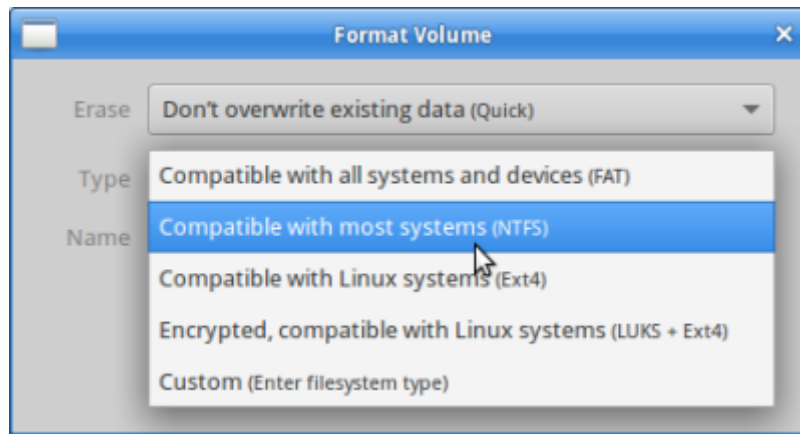 Format Volume
Erase Don't overwrite existing data (Quick)
Type
Compatible with all systems and devices (FAT)
Name
Compatible with most systems (NTFS)
Compatible with Linux systems (Ext4)
Encrypted, compatible with Linux systems (LUKS + Ext4)
Custom (Enter filesystem type)